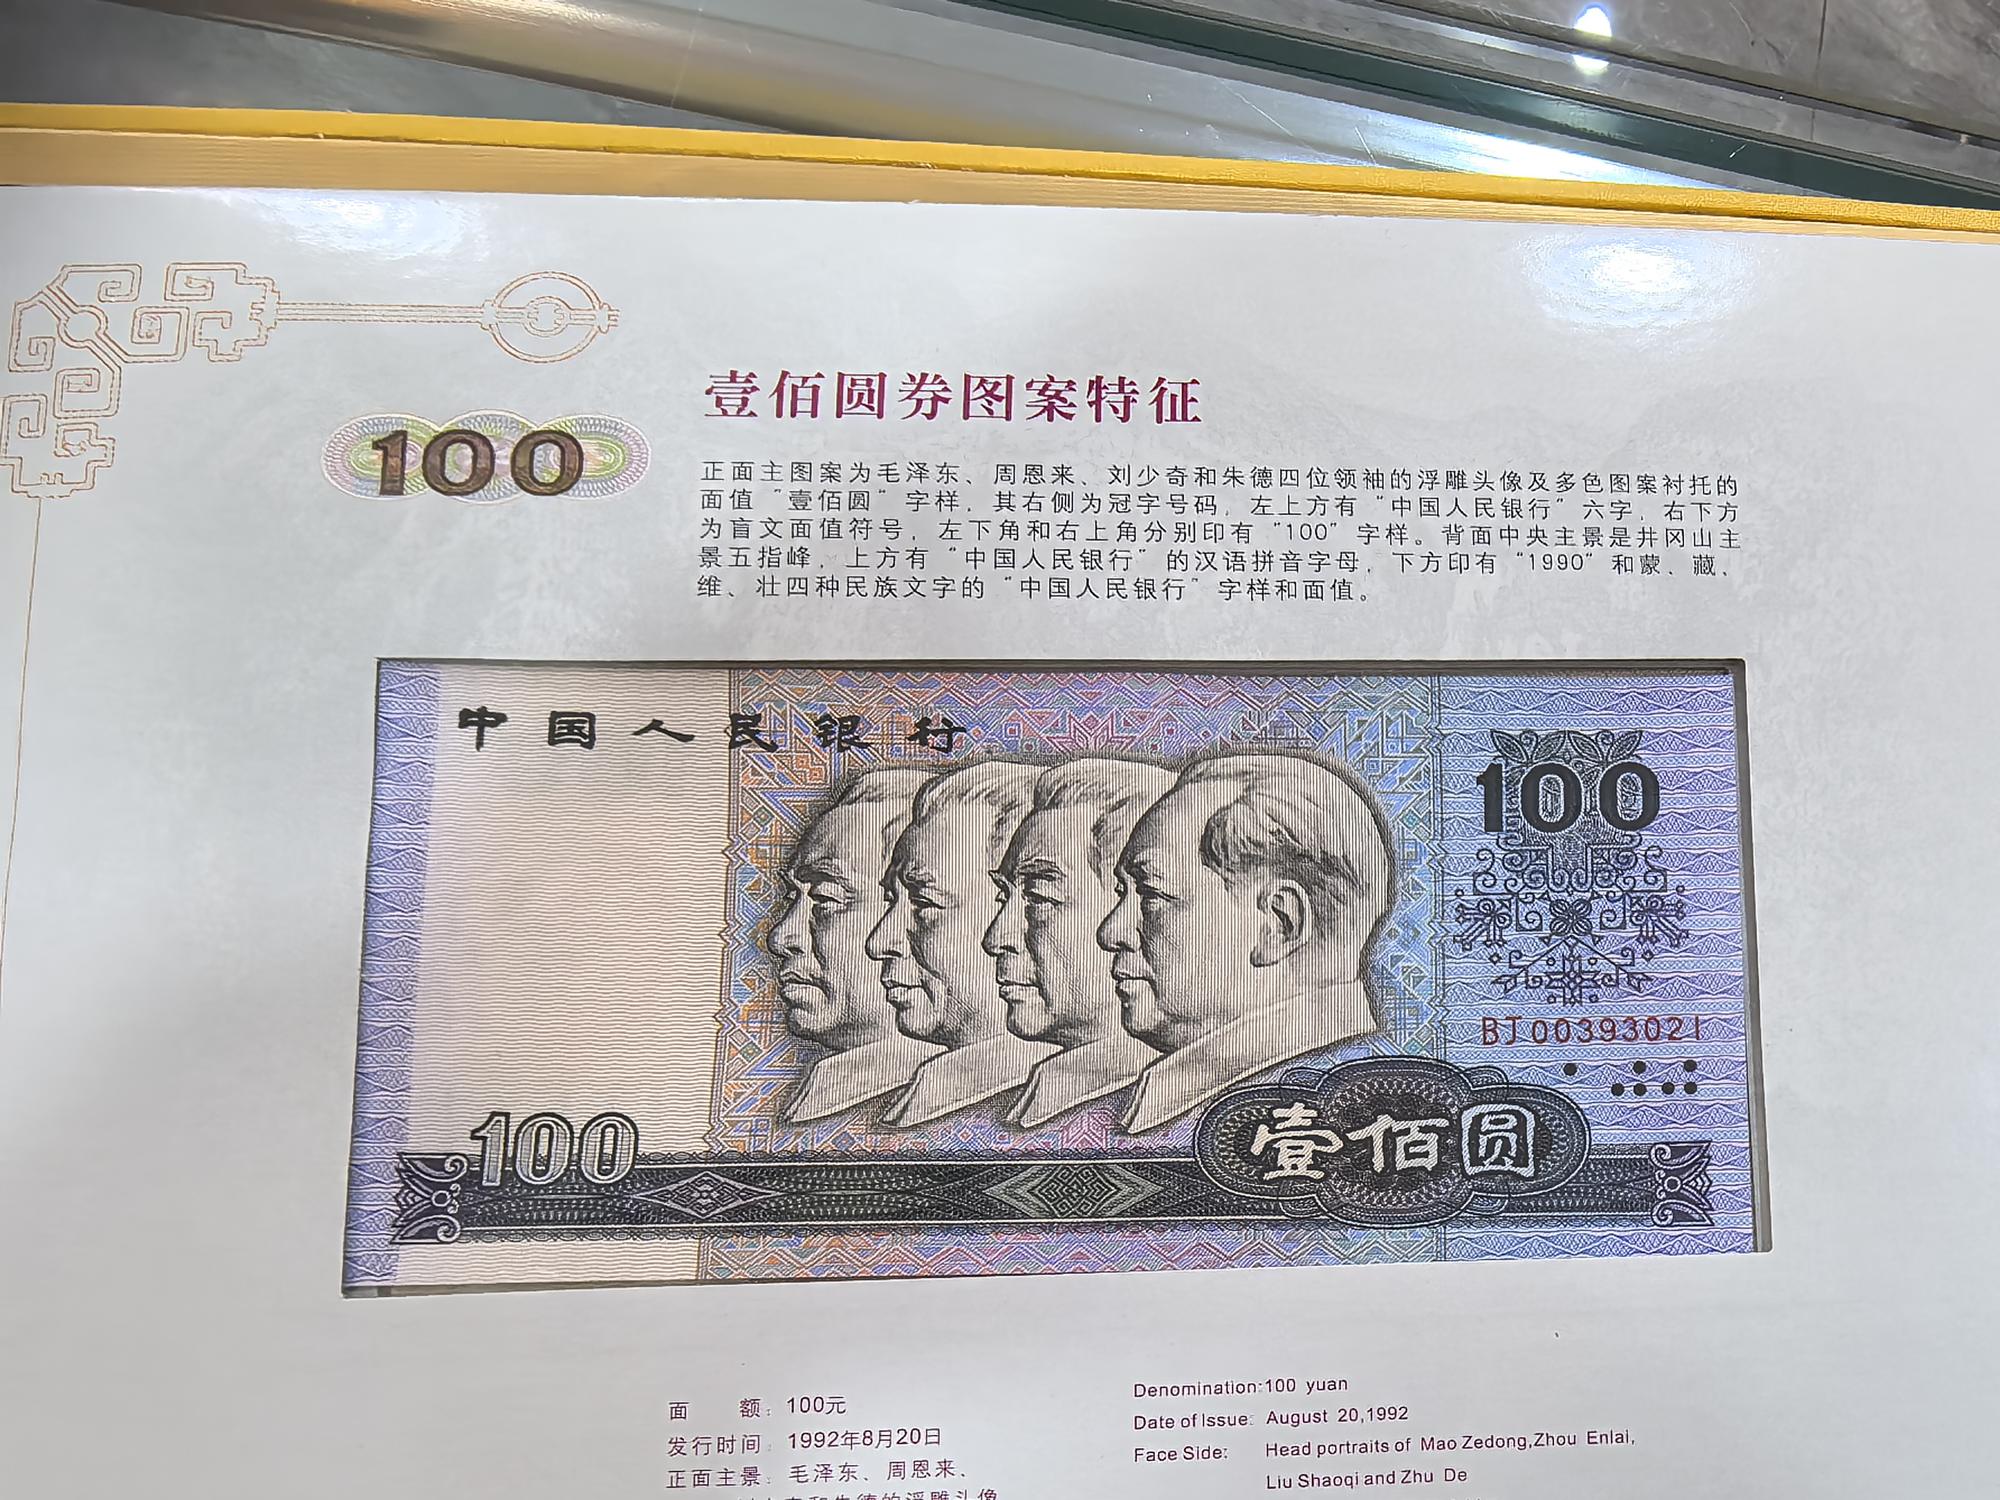 壹佰圆券图案特征
100
正面主图案为毛泽东、周恩来、刘少奇和朱德四位领袖的浮雕头像及多色图案衬托的
面值“壹佰圆”字样，其右侧为冠字号码，左上方有“中国人民银行”六字，右下方
为盲文面值符号，左下角和右上角分别印有“100”字样。背面中央主景是井冈山主
景五指峰，上方有“中国人民银行”的汉语拼音字母，下方印有“1990”和蒙、藏、
维、壮四种民族文字的“中国人民银行”字样和面值。
中国人民银行
100
BJ00393021
100
壹佰圆
面 额：100元
发行时间：1992年8月20日
正面主景：毛泽东、周恩来、
和朱德的浮雕头像
Denomination:100 yuan
Date of Issue: August 20,1992
Face Side: Head portraits of Mao Zedong,Zhou Enlai,
Liu Shaoqi and Zhu De